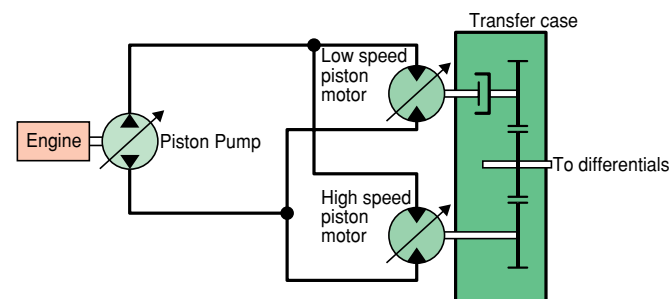 Transfer case
Low speed
piston
motor
Engine
Piston Pump
To differentials
High speed
piston
motor